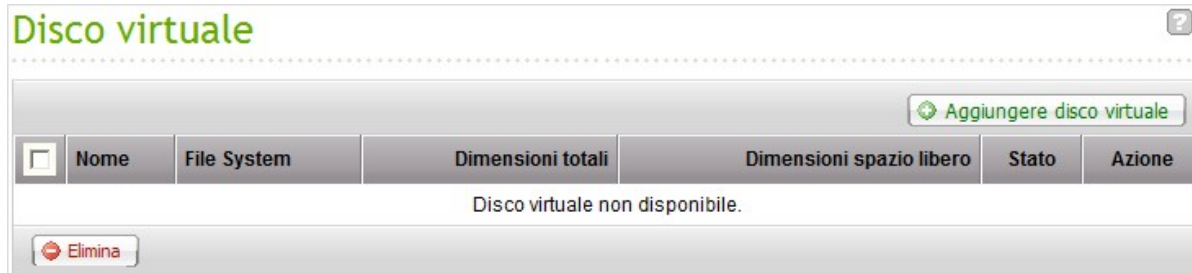 Disco virtuale
?
Aggiungere disco virtuale
Nome File System Dimensioni totali Dimensioni spazio libero Stato Azione
Disco virtuale non disponibile.
Elimina